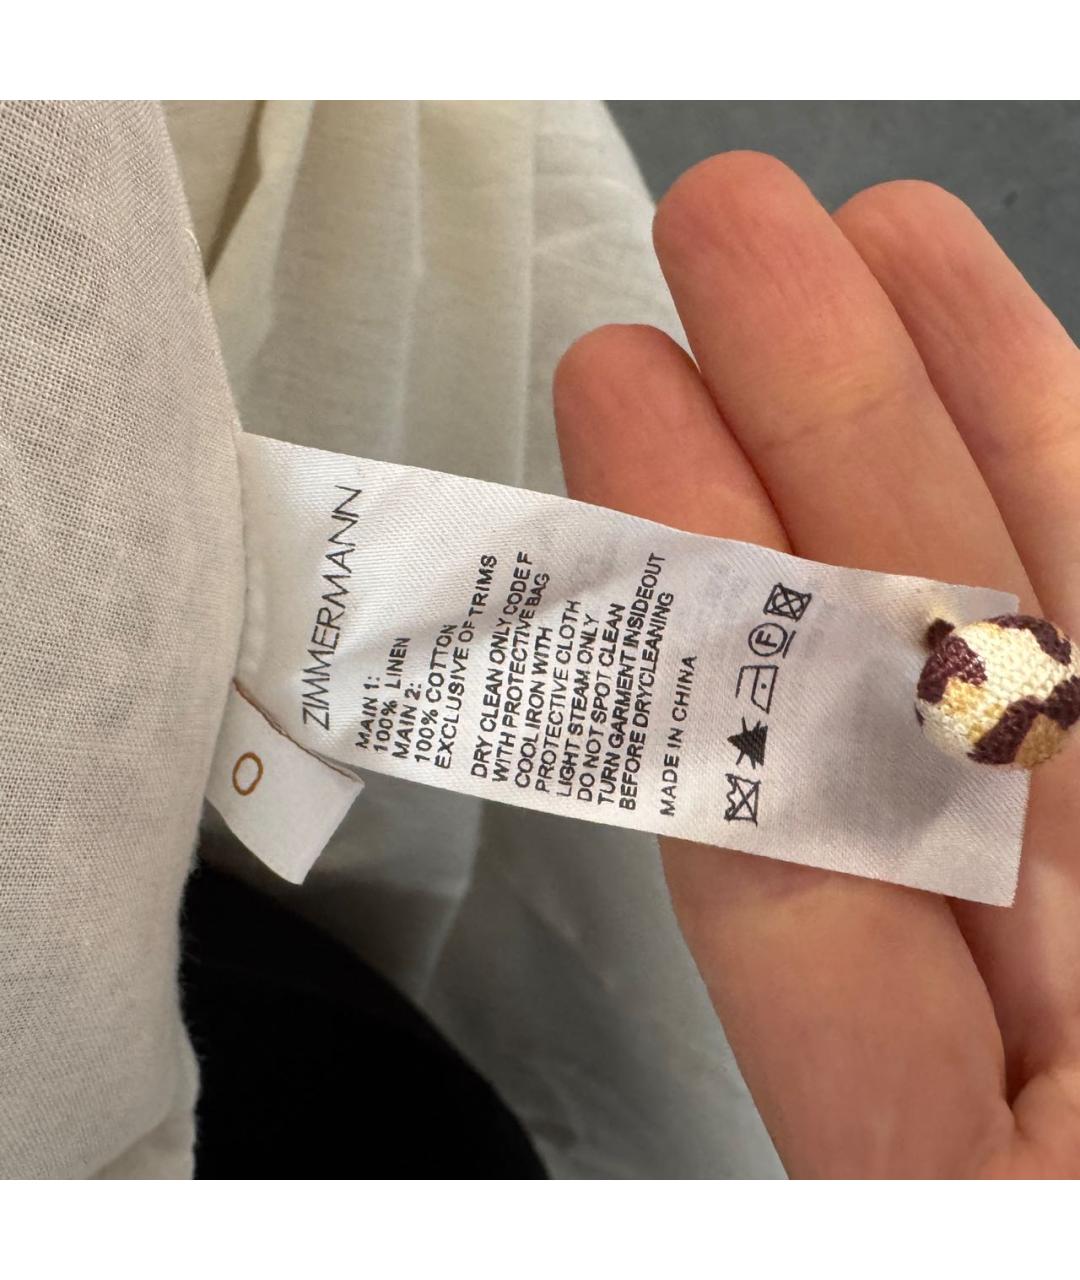 ZIMMERMANN
MAIN 1:
100% LINEN
MAIN 2:
100% COTTON
EXCLUSIVE OF TRIMS
DRY CLEAN ONLY CODE F
WITH PROTECTIVE BAG
COOL IRON WITH
PROTECTIVE CLOTH
LIGHT STEAM ONLY
DO NOT SPOT CLEAN
TURN GARMENT INSIDEOUT
BEFORE DRYCLEANING
MADE IN CHINA
F
0